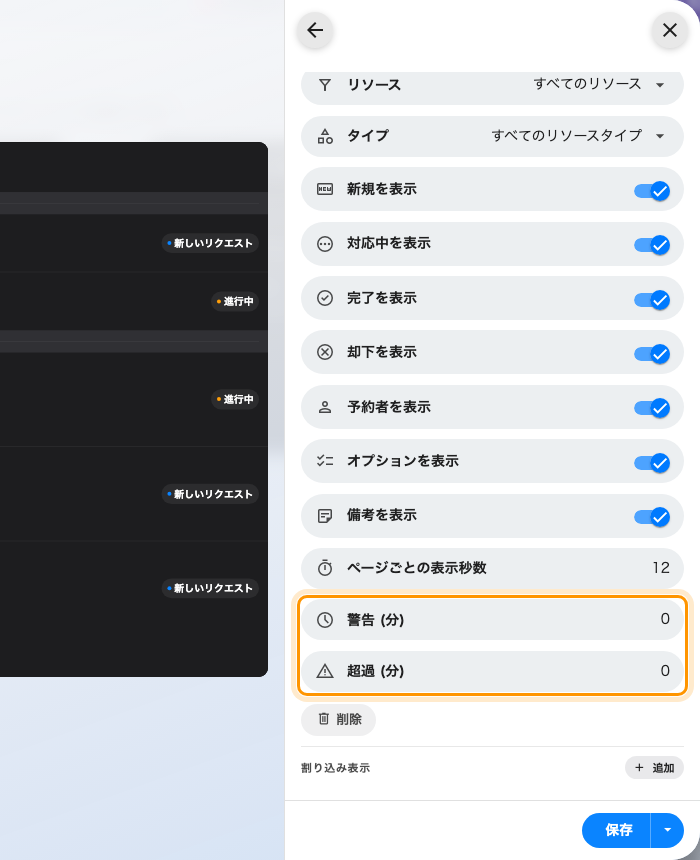 リソース すべてのリソース
タイプ すべてのリソースタイプ
NEW 新規を表示
対応中を表示
完了を表示
却下を表示
予約者を表示
オプションを表示
備考を表示
ページごとの表示秒数 12
警告 (分) 0
超過 (分) 0
削除
割り込み表示 + 追加
保存
新しいリクエスト
進行中
進行中
新しいリクエスト
新しいリクエスト